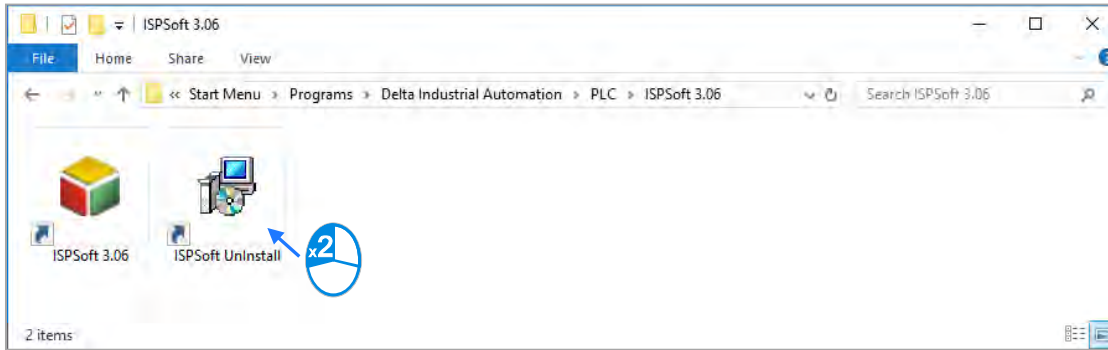 ISPSoft 3.06
File Home Share View
« Start Menu › Programs › Delta Industrial Automation › PLC › ISPSoft 3.06 Search ISPSoft 3.06
ISPSoft 3.06 ISPSoft UnInstall
x2
2 items